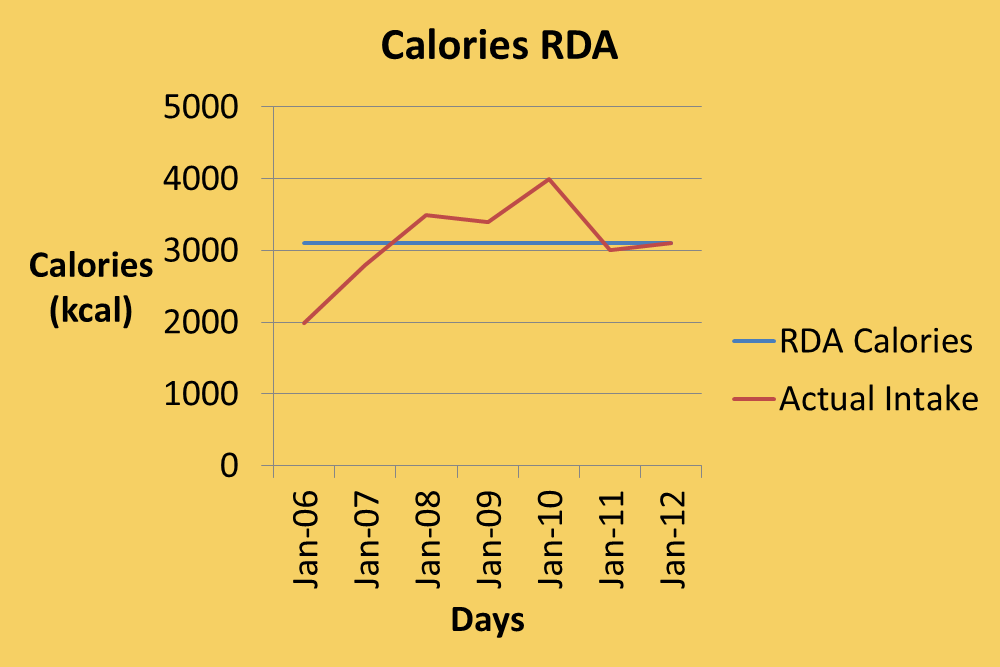 Calories RDA
5000
4000
3000
2000
1000
0
Calories
(kcal)
Jan-06
Jan-07
Jan-08
Jan-09
Jan-10
Jan-11
Jan-12
Days
RDA Calories
Actual Intake